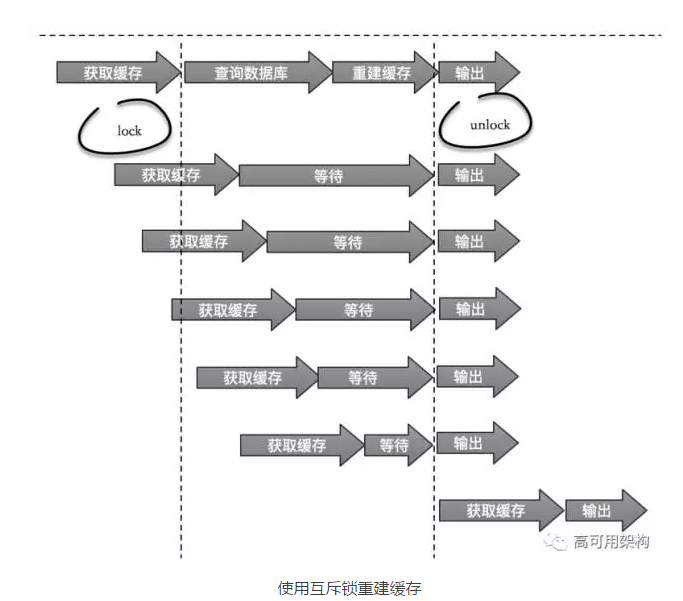 获取缓存 查询数据库 重建缓存 输出
lock unlock
获取缓存 等待 输出
获取缓存 等待 输出
获取缓存 等待 输出
获取缓存 等待 输出
获取缓存 等待 输出
获取缓存 输出
高可用架构
使用互斥锁重建缓存